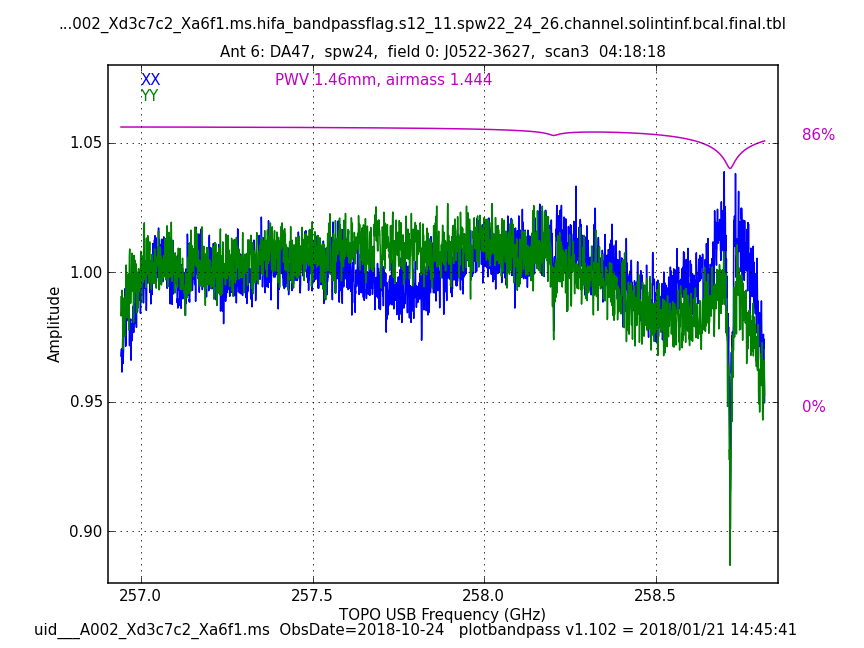 ...002_Xd3c7c2_Xa6f1.ms.hifa_bandpassflag.s12_11.spw22_24_26.channel.solintinf.bcal.final.tbl
Ant 6: DA47,  spw24,  field 0: J0522-3627,  scan3  04:18:18
XX
PWV 1.46mm, airmass 1.444
YY
86%
1.05
1.00
Amplitude
0.95
0%
0.90
257.0
257.5
258.0
258.5
TOPO USB Frequency (GHz)
uid___A002_Xd3c7c2_Xa6f1.ms  ObsDate=2018-10-24   plotbandpass v1.102 = 2018/01/21 14:45:41